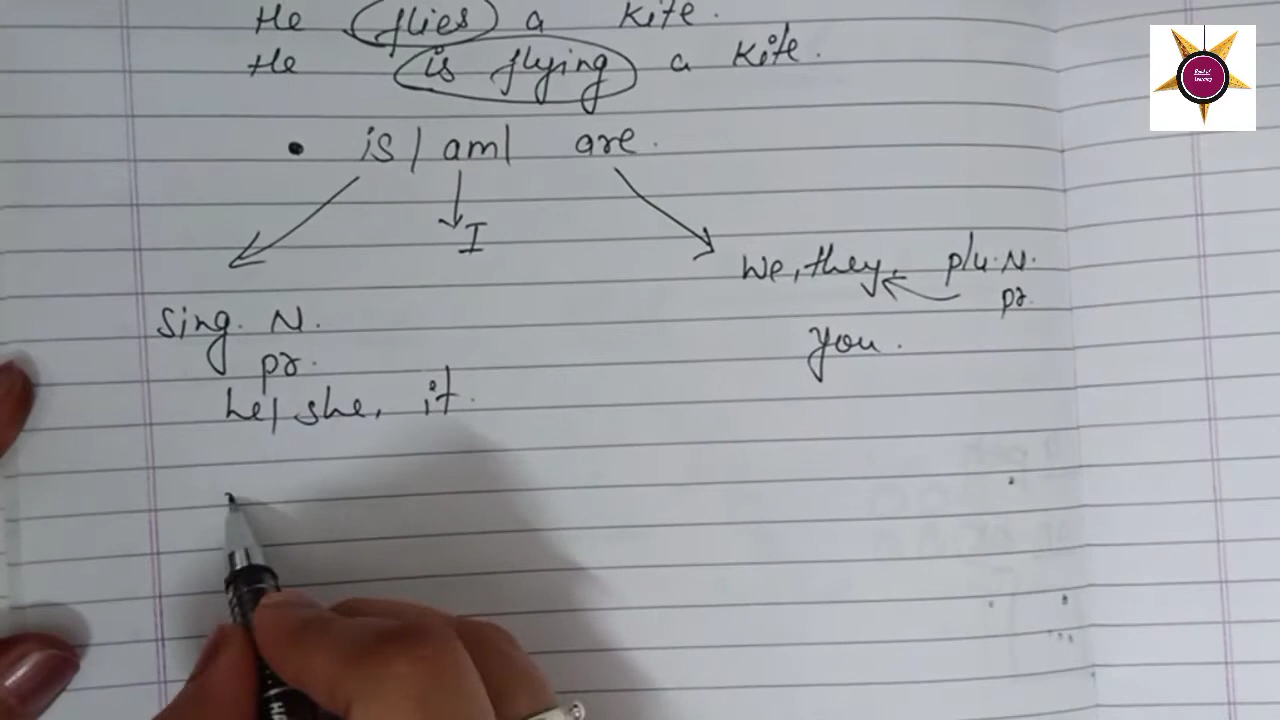 He flies a kite.
He is flying a kite.
• is / am / are.
I
We, they, plu. N.
pr.
you.
Sing. N.
pr.
he, she, it.